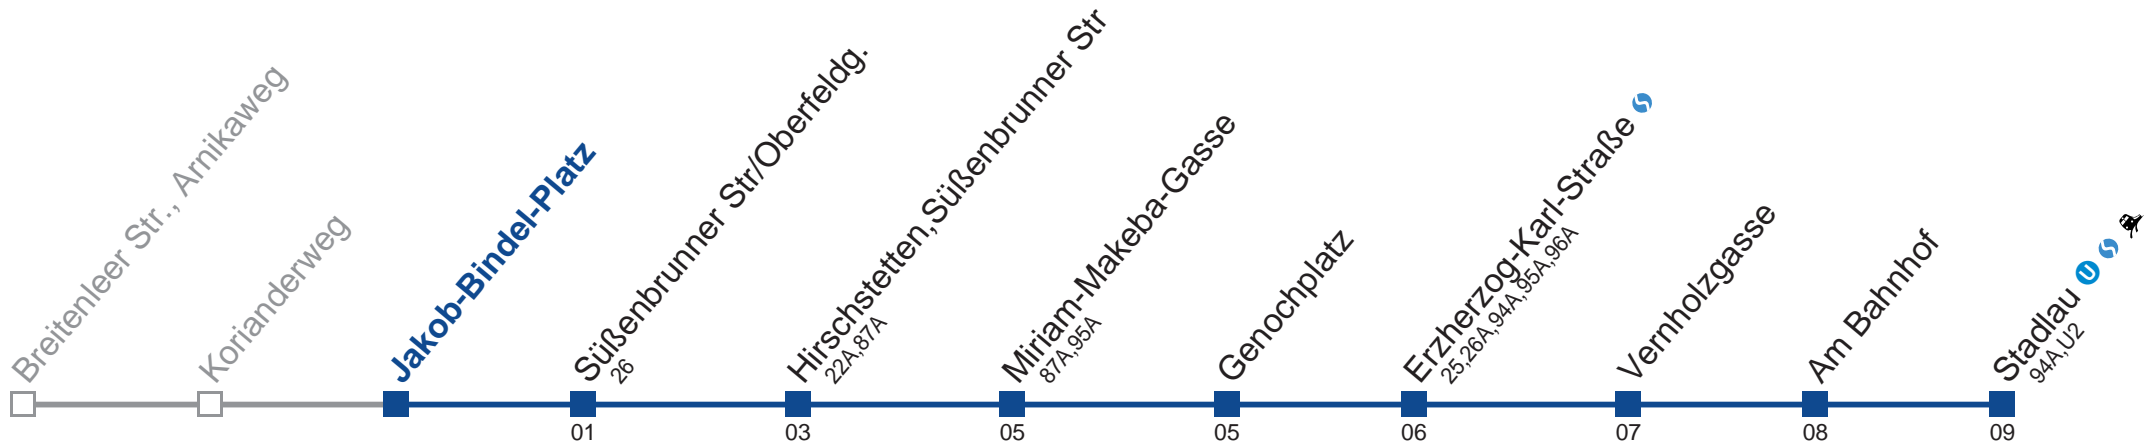 Breitenleer Str., Arnikaweg
Korianderweg
Jakob-Bindel-Platz
Süßenbrunner Str/Oberfeldg.
26
01
Hirschstetten,Süßenbrunner Str
22A,87A
03
Miriam-Makeba-Gasse
87A,95A
05
Genochplatz
05
Erzherzog-Karl-Straße S
25,26A,94A,95A,96A
06
Vernholzgasse
07
Am Bahnhof
08
Stadlau U S
94A,U2
09